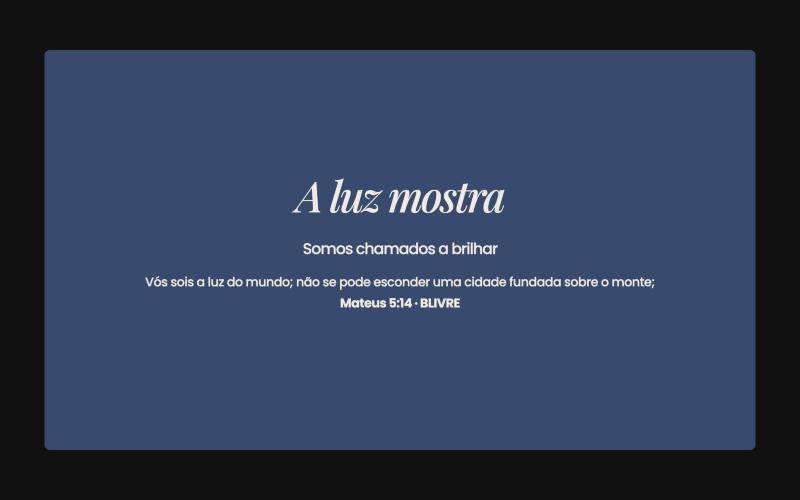 A luz mostra
Somos chamados a brilhar
Vós sois a luz do mundo; não se pode esconder uma cidade fundada sobre o monte;
Mateus 5:14 · BLIVRE